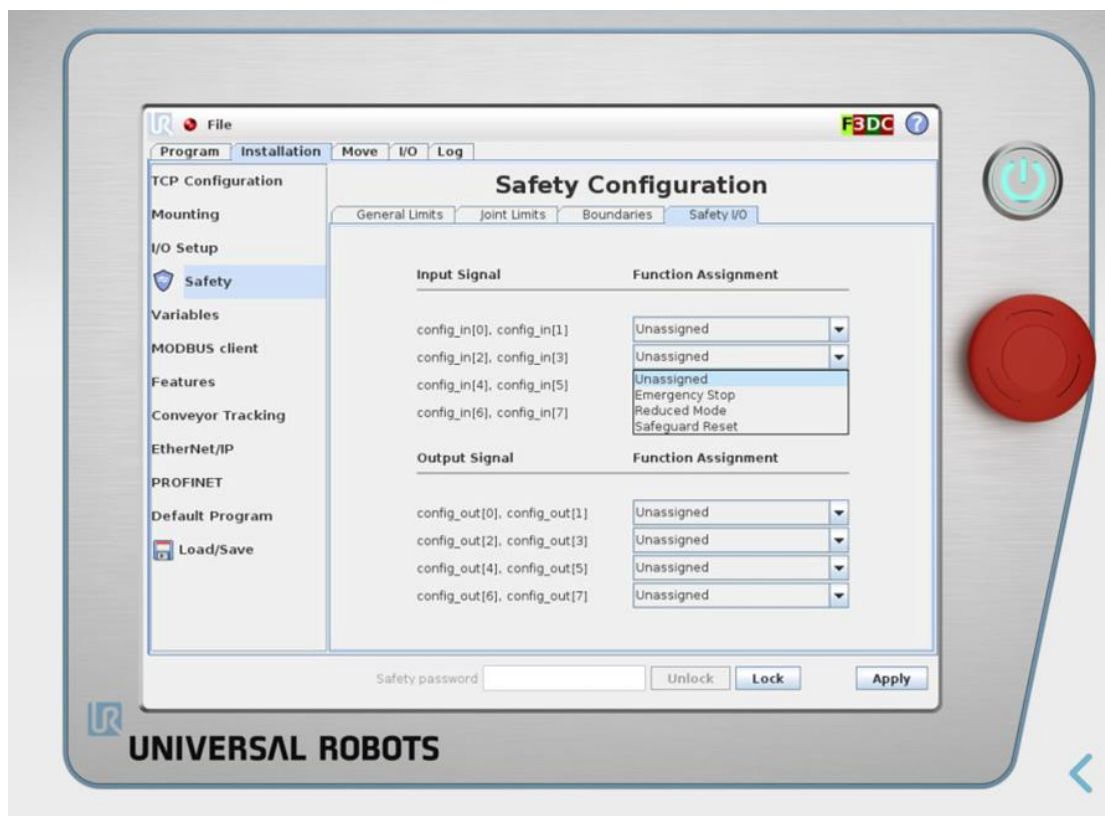 File
F3DC ?
Program Installation Move I/O Log
TCP Configuration
Mounting
I/O Setup
Safety
Variables
MODBUS client
Features
Conveyor Tracking
EtherNet/IP
PROFINET
Default Program
Load/Save
Safety Configuration
General Limits Joint Limits Boundaries Safety I/O
Input Signal Function Assignment
config_in[0], config_in[1] Unassigned
config_in[2], config_in[3] Unassigned
config_in[4], config_in[5]
config_in[6], config_in[7]
Unassigned
Emergency Stop
Reduced Mode
Safeguard Reset
Output Signal Function Assignment
config_out[0], config_out[1] Unassigned
config_out[2], config_out[3] Unassigned
config_out[4], config_out[5] Unassigned
config_out[6], config_out[7] Unassigned
Safety password Unlock Lock Apply
UR
UNIVERSAL ROBOTS